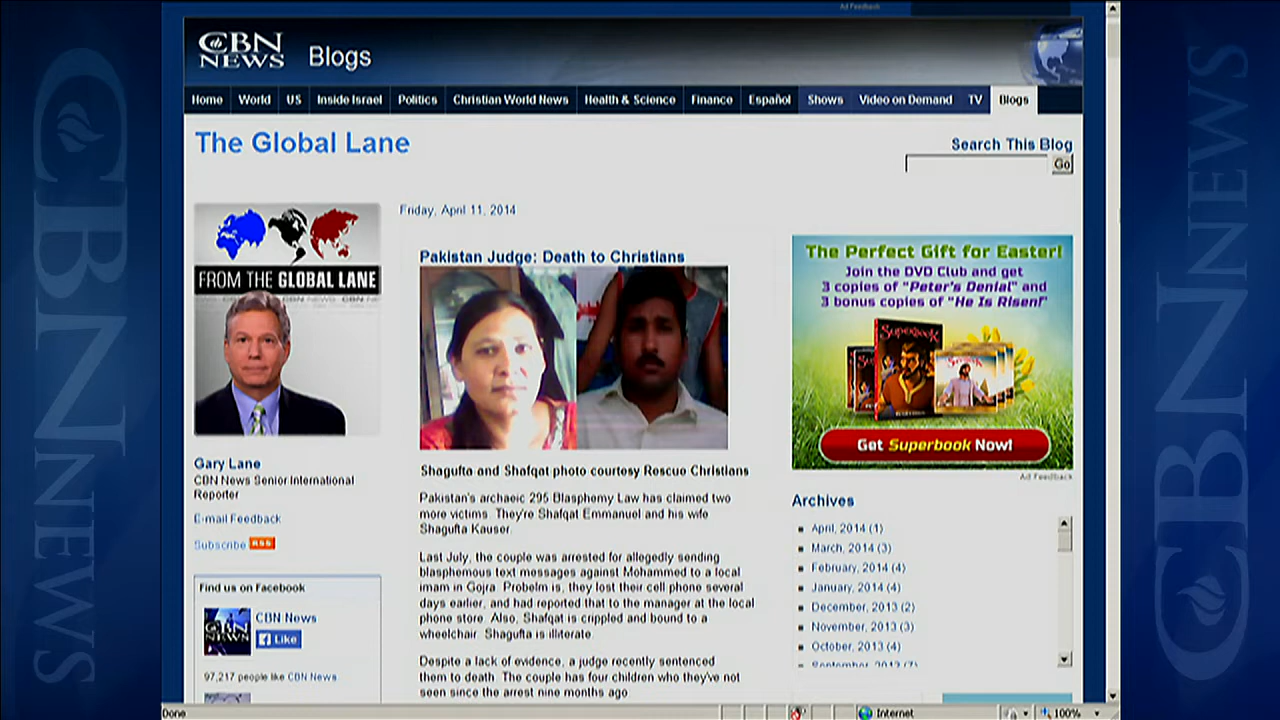 Ad Feedback
CBN NEWS Blogs
Home World US Inside Israel Politics Christian World News Health & Science Finance Español Shows Video on Demand TV Blogs
The Global Lane
Search This Blog
Go
FROM THE GLOBAL LANE
Gary Lane
CBN News Senior International
Reporter
E-mail Feedback
Subscribe RSS
Find us on Facebook
CBN NEWS
CBN News
Like
97,217 people like CBN News
Friday, April 11, 2014
Pakistan Judge: Death to Christians
Shagufta and Shafqat photo courtesy Rescue Christians
Pakistan's archaic 295 Blasphemy Law has claimed two
more victims. They're Shafqat Emmanuel and his wife
Shagufta Kauser.
Last July, the couple was arrested for allegedly sending
blasphemous text messages against Mohammed to a local
imam in Gojra. Probelm is, they lost their cell phone several
days earlier, and had reported that to the manager at the local
phone store. Also, Shafqat is crippled and bound to a
wheelchair. Shagufta is illiterate.
Despite a lack of evidence, a judge recently sentenced
them to death. The couple has four children who they've not
seen since the arrest nine months ago
The Perfect Gift for Easter!
Join the DVD Club and get
3 copies of "Peter's Denial" and
3 bonus copies of "He Is Risen!"
SUPERBOOK
Get Superbook Now!
Ad Feedback
Archives
April, 2014 (1)
March, 2014 (3)
February, 2014 (4)
January, 2014 (4)
December, 2013 (2)
November, 2013 (3)
October, 2013 (4)
September, 2013 (7)
Done
Internet
100%
CBN NEWS
CBN NEWS